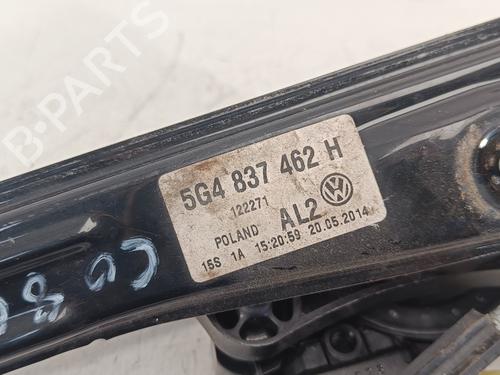 B-PARTS
5G4 837 462 H
122271
POLAND AL2
15S 1A 15:20:59 20.05.2014